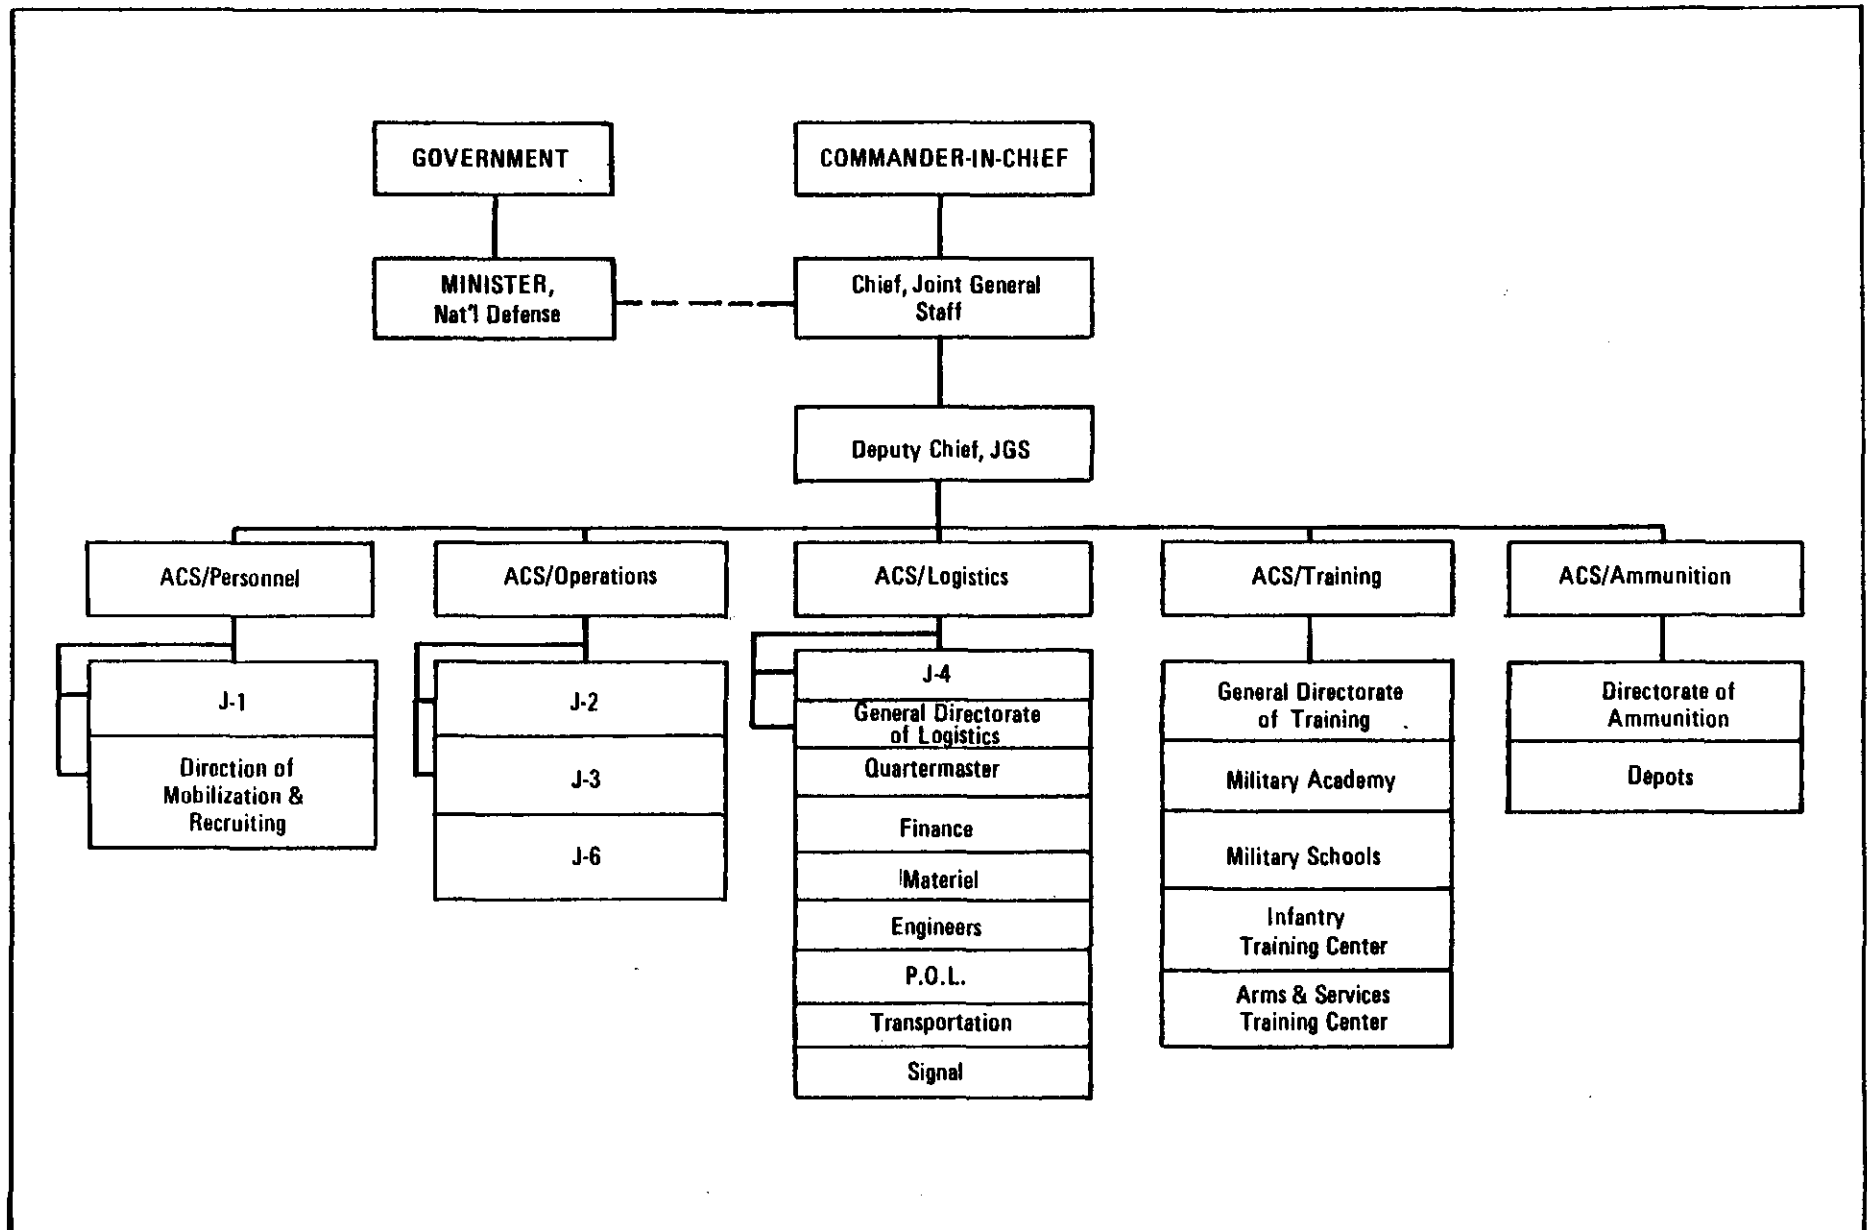 GOVERNMENT
COMMANDER-IN-CHIEF
MINISTER,
Nat'l Defense
Chief, Joint General
Staff
Deputy Chief, JGS
ACS/Personnel
ACS/Operations
ACS/Logistics
ACS/Training
ACS/Ammunition
J-1
Direction of
Mobilization &
Recruiting
J-2
J-3
J-6
J-4
General Directorate
of Logistics
Quartermaster
Finance
Materiel
Engineers
P.O.L.
Transportation
Signal
General Directorate
of Training
Military Academy
Military Schools
Infantry
Training Center
Arms & Services
Training Center
Directorate of
Ammunition
Depots